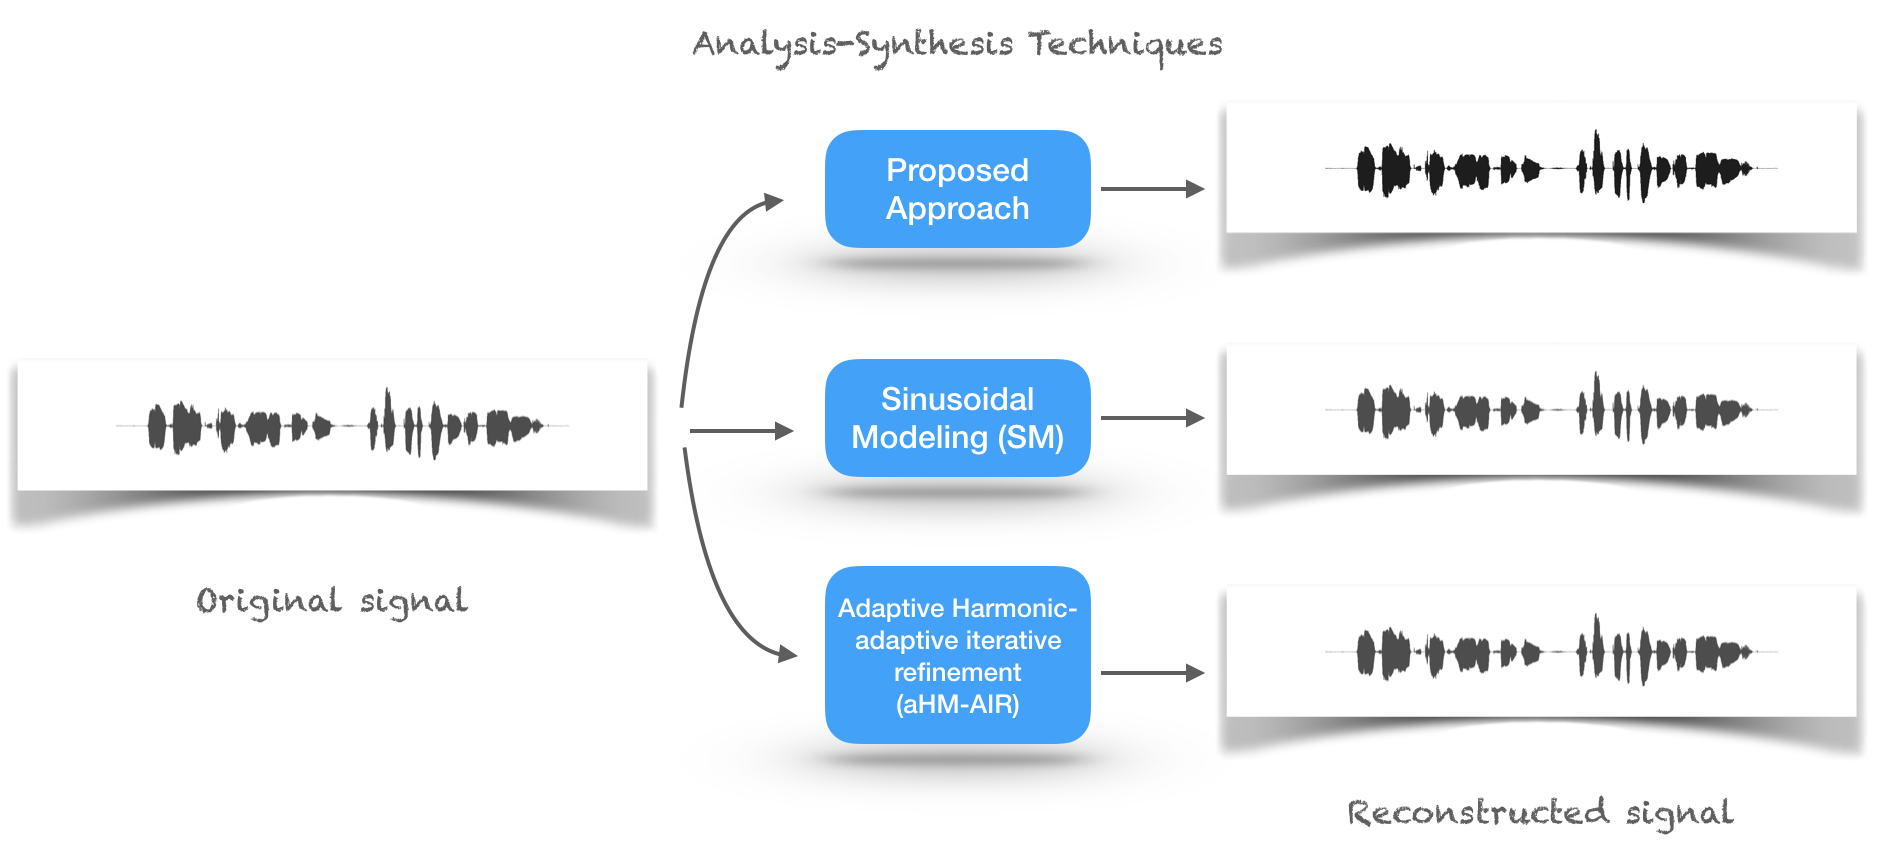 Analysis-Synthesis Techniques
Proposed
Approach
Sinusoidal
Modeling (SM)
Original signal
Adaptive Harmonic-
adaptive iterative
refinement
(aHM-AIR)
Reconstructed signal